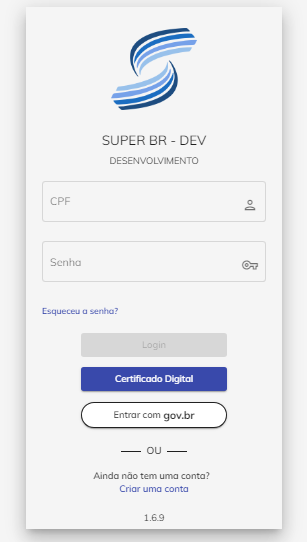 SUPER BR - DEV
DESENVOLVIMENTO
CPF
Senha
Esqueceu a senha?
Login
Certificado Digital
Entrar com gov.br
OU
Ainda não tem uma conta?
Criar uma conta
1.6.9